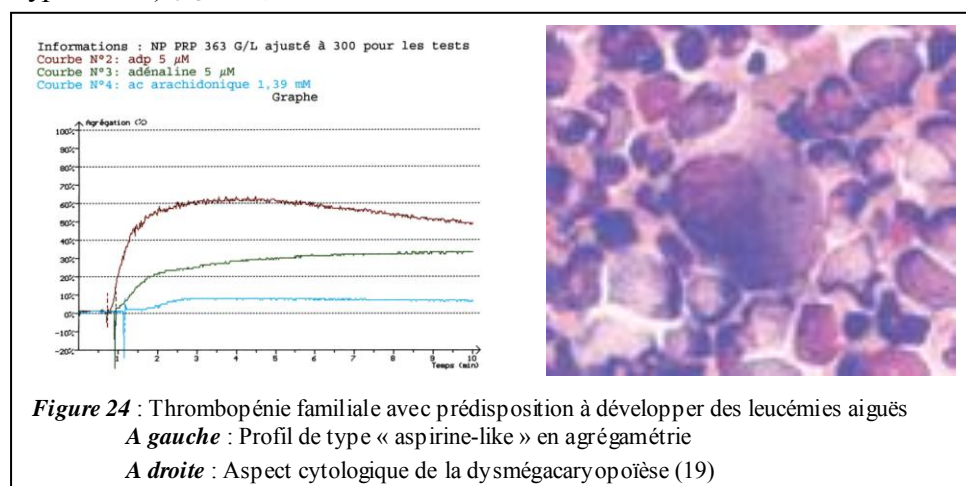 Informations : NP PRP 363 G/L ajusté à 300 pour les tests
Courbe N°2: adp 5 µM
Courbe N°3: adénaline 5 µM
Courbe N°4: ac arachidonique 1,39 mM
Graphe
Agrégation (%)
100%
90%
80%
70%
60%
50%
40%
30%
20%
10%
0%
-10%
-20%
1 2 3 4 5 6 7 8 9 10
Temps (min)
Figure 24 : Thrombopénie familiale avec prédisposition à développer des leucémies aiguës
A gauche : Profil de type « aspirine-like » en agrégamétrie
A droite : Aspect cytologique de la dysmégacaryopoïèse (19)